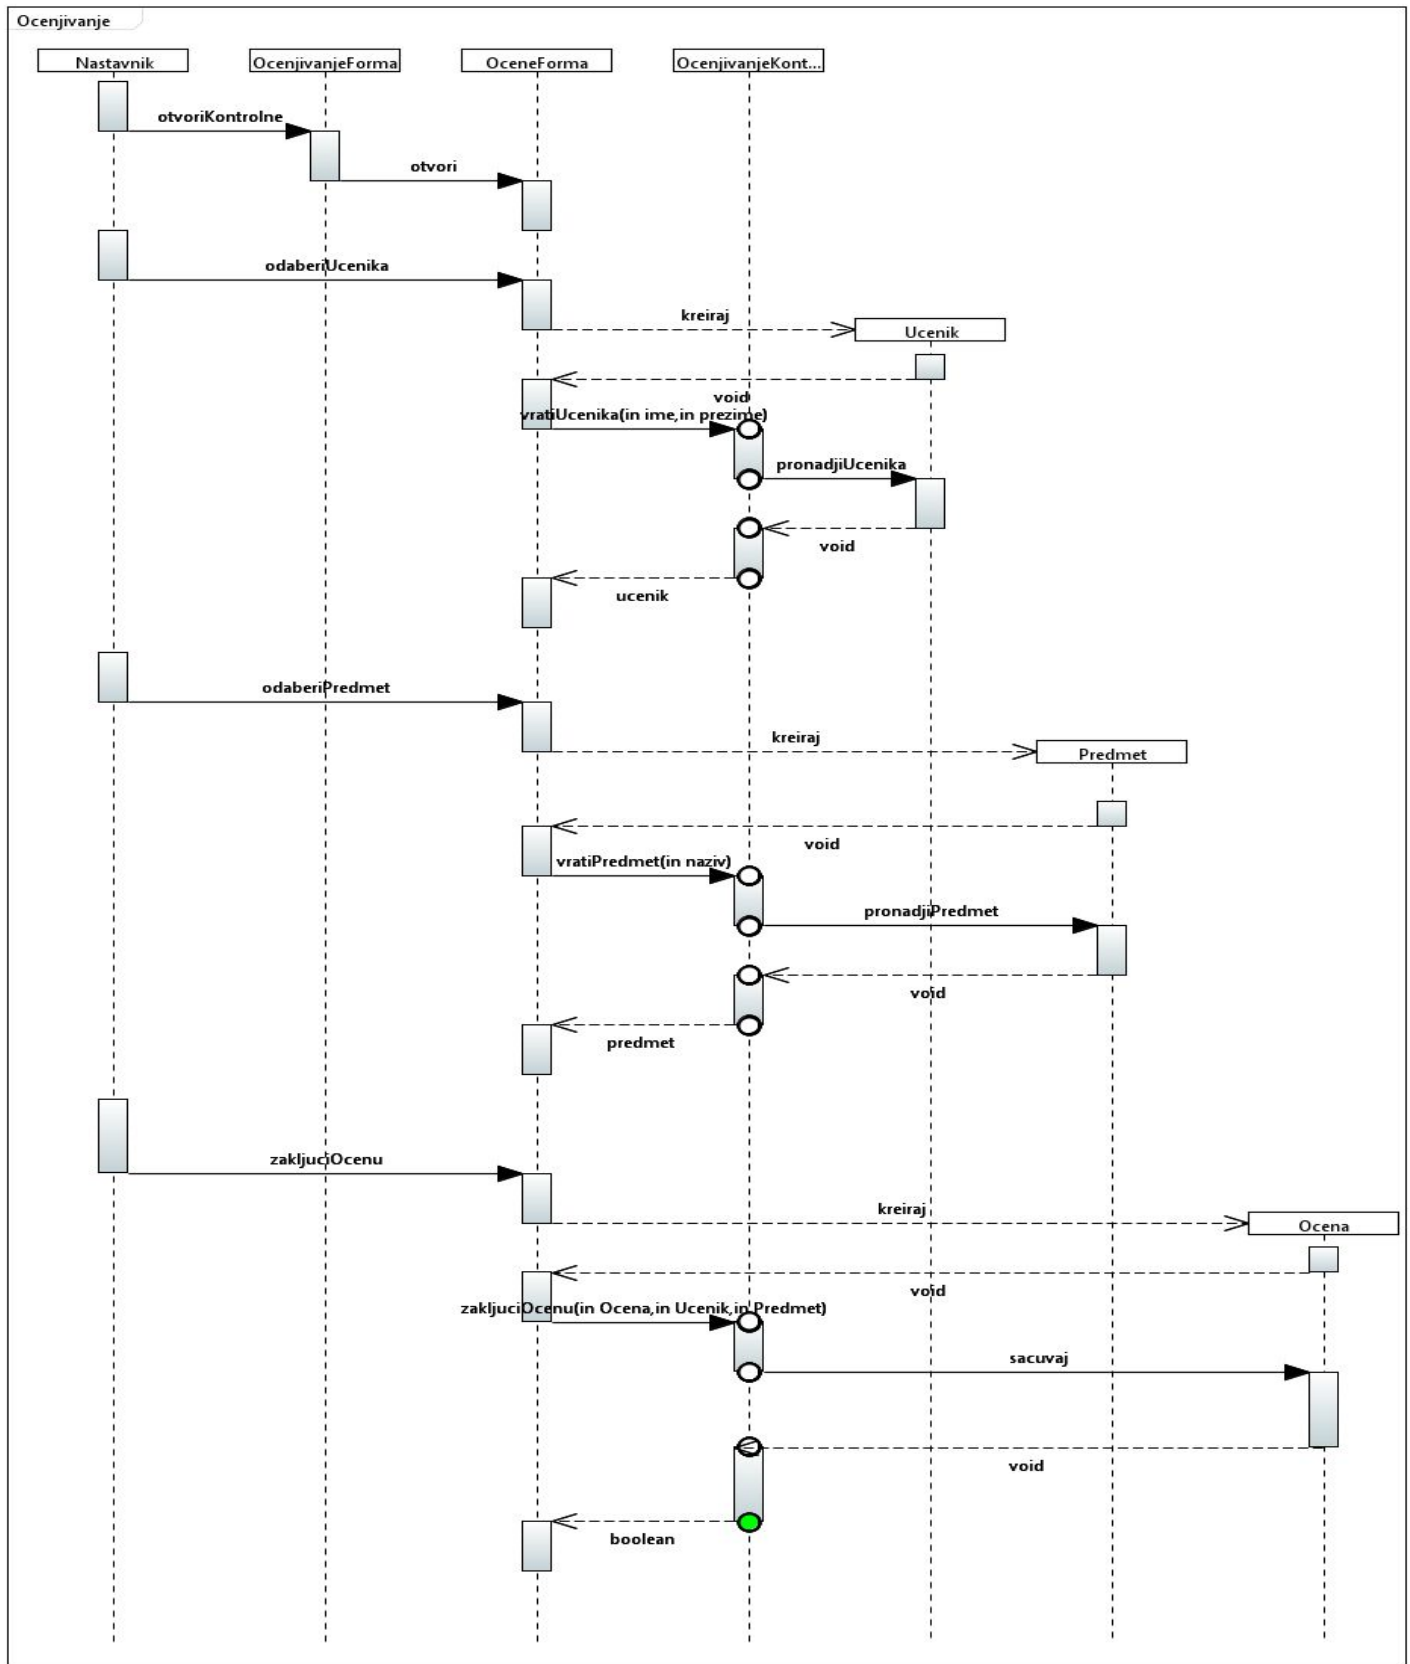 Ocenjivanje
Nastavnik
OcenjivanjeForma
OceneForma
OcenjivanjeKont...
otvoriKontrolne
otvori
odaberiUcenika
kreiraj
Ucenik
void
vratiUcenika(in ime,in prezime)
pronadjiUcenika
void
ucenik
odaberiPredmet
kreiraj
Predmet
void
vratiPredmet(in naziv)
pronadjiPredmet
void
predmet
zakljuciOcenu
kreiraj
Ocena
void
zakljuciOcenu(in Ocena,in Ucenik,in Predmet)
sacuvaj
void
boolean